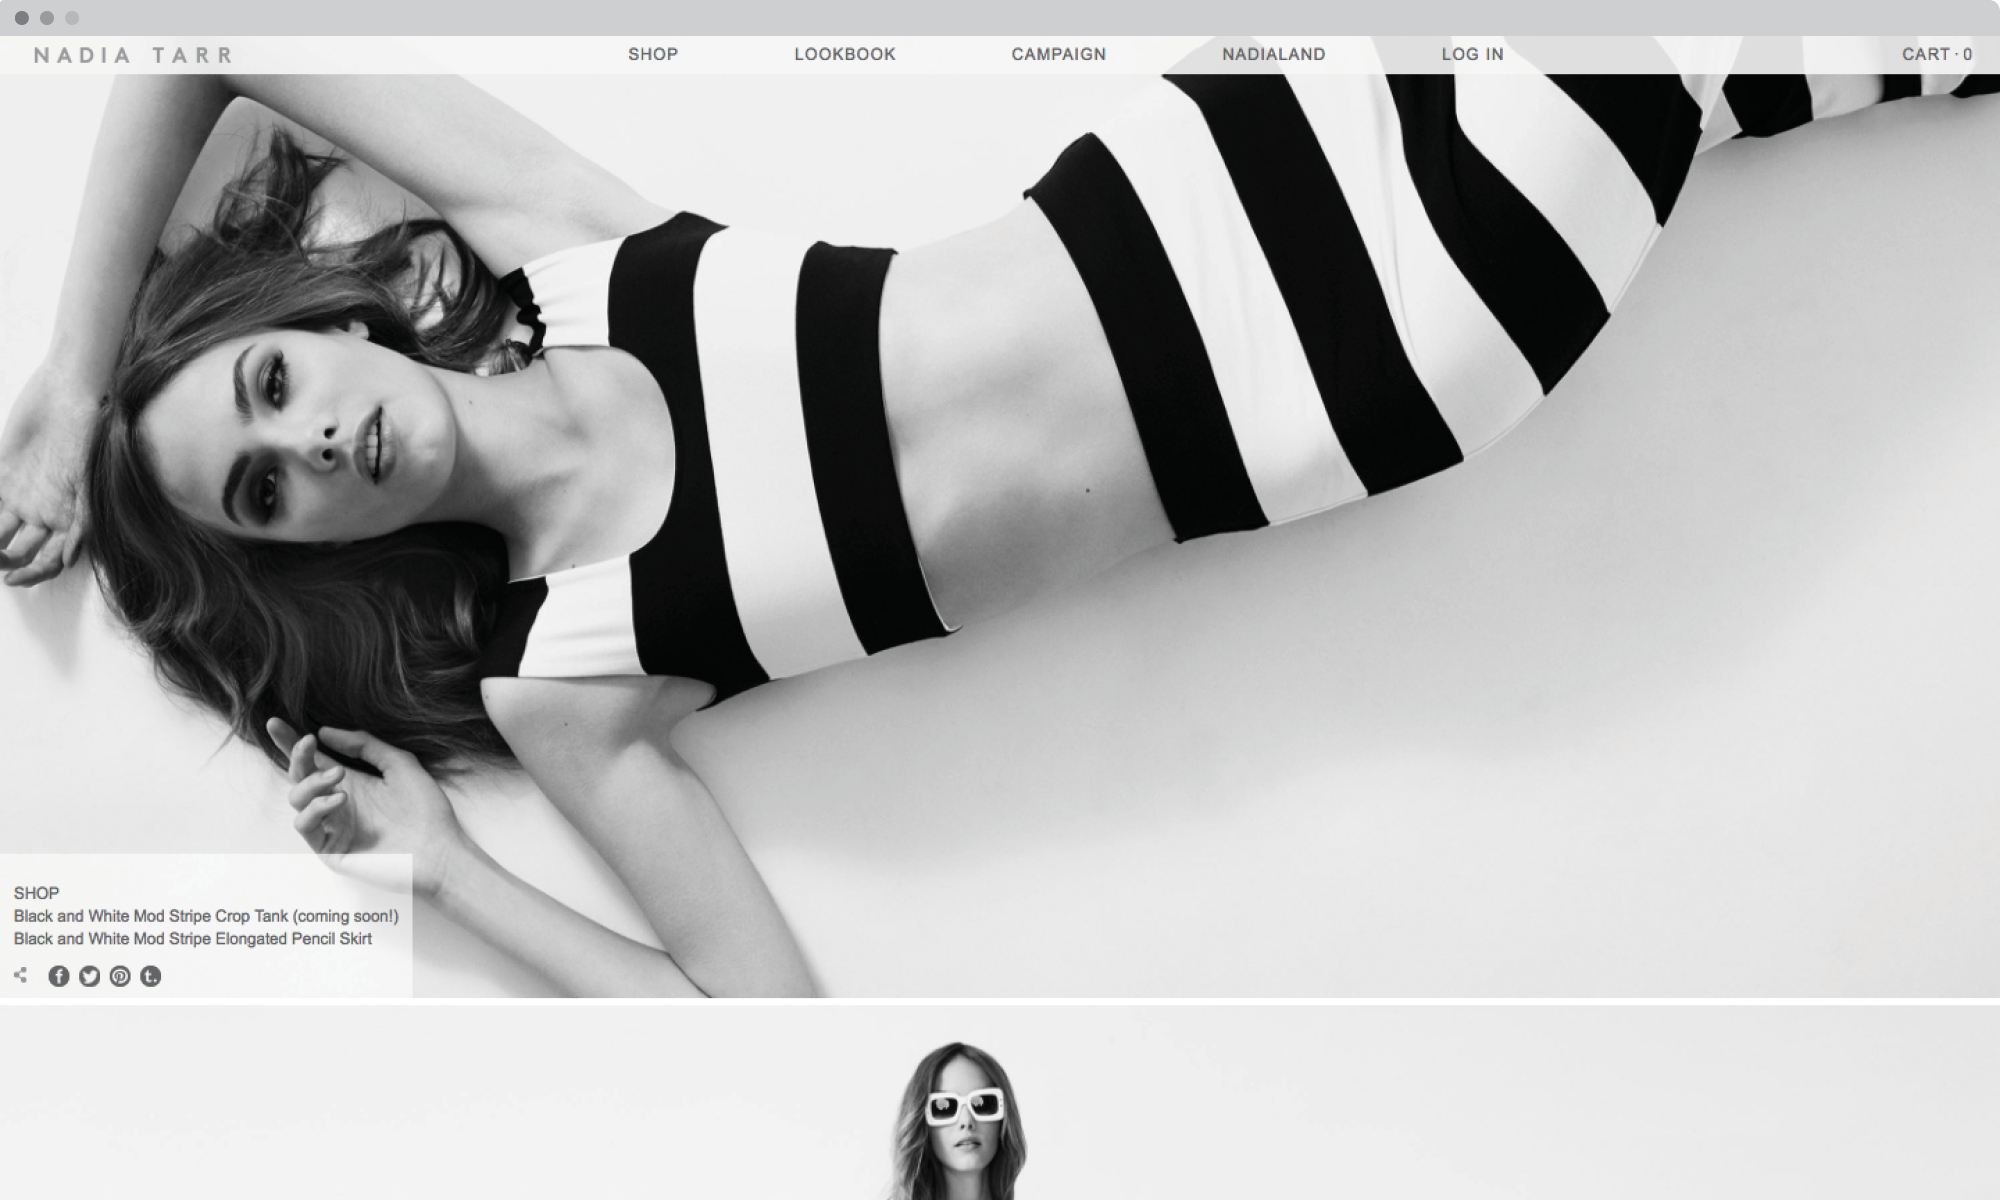 NADIA TARR
SHOP
LOOKBOOK
CAMPAIGN
NADIALAND
LOG IN
CART · 0
SHOP
Black and White Mod Stripe Crop Tank (coming soon!)
Black and White Mod Stripe Elongated Pencil Skirt